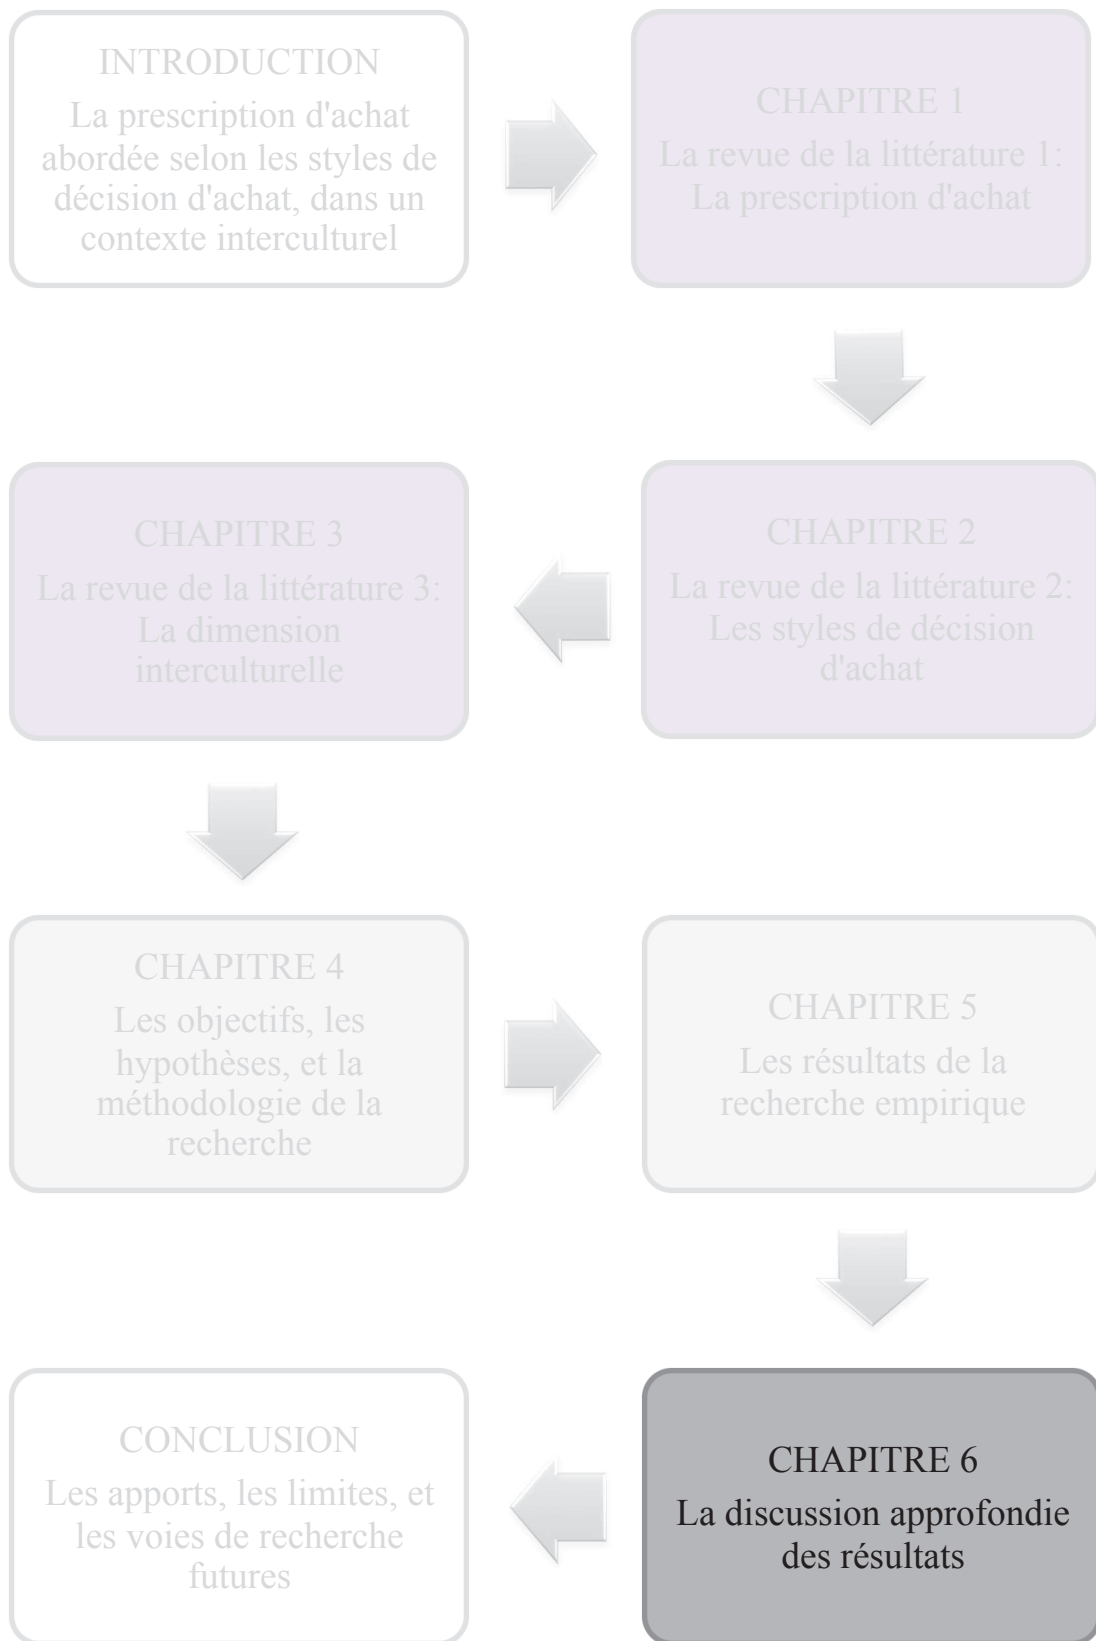 INTRODUCTION
La prescription d'achat
abordée selon les styles de
décision d'achat, dans un
contexte interculturel
CHAPITRE 1
La revue de la littérature 1:
La prescription d'achat
CHAPITRE 2
La revue de la littérature 2:
Les styles de décision
d'achat
CHAPITRE 3
La revue de la littérature 3:
La dimension
interculturelle
CHAPITRE 4
Les objectifs, les
hypothèses, et la
méthodologie de la
recherche
CHAPITRE 5
Les résultats de la
recherche empirique
CHAPITRE 6
La discussion approfondie
des résultats
CONCLUSION
Les apports, les limites, et
les voies de recherche
futures